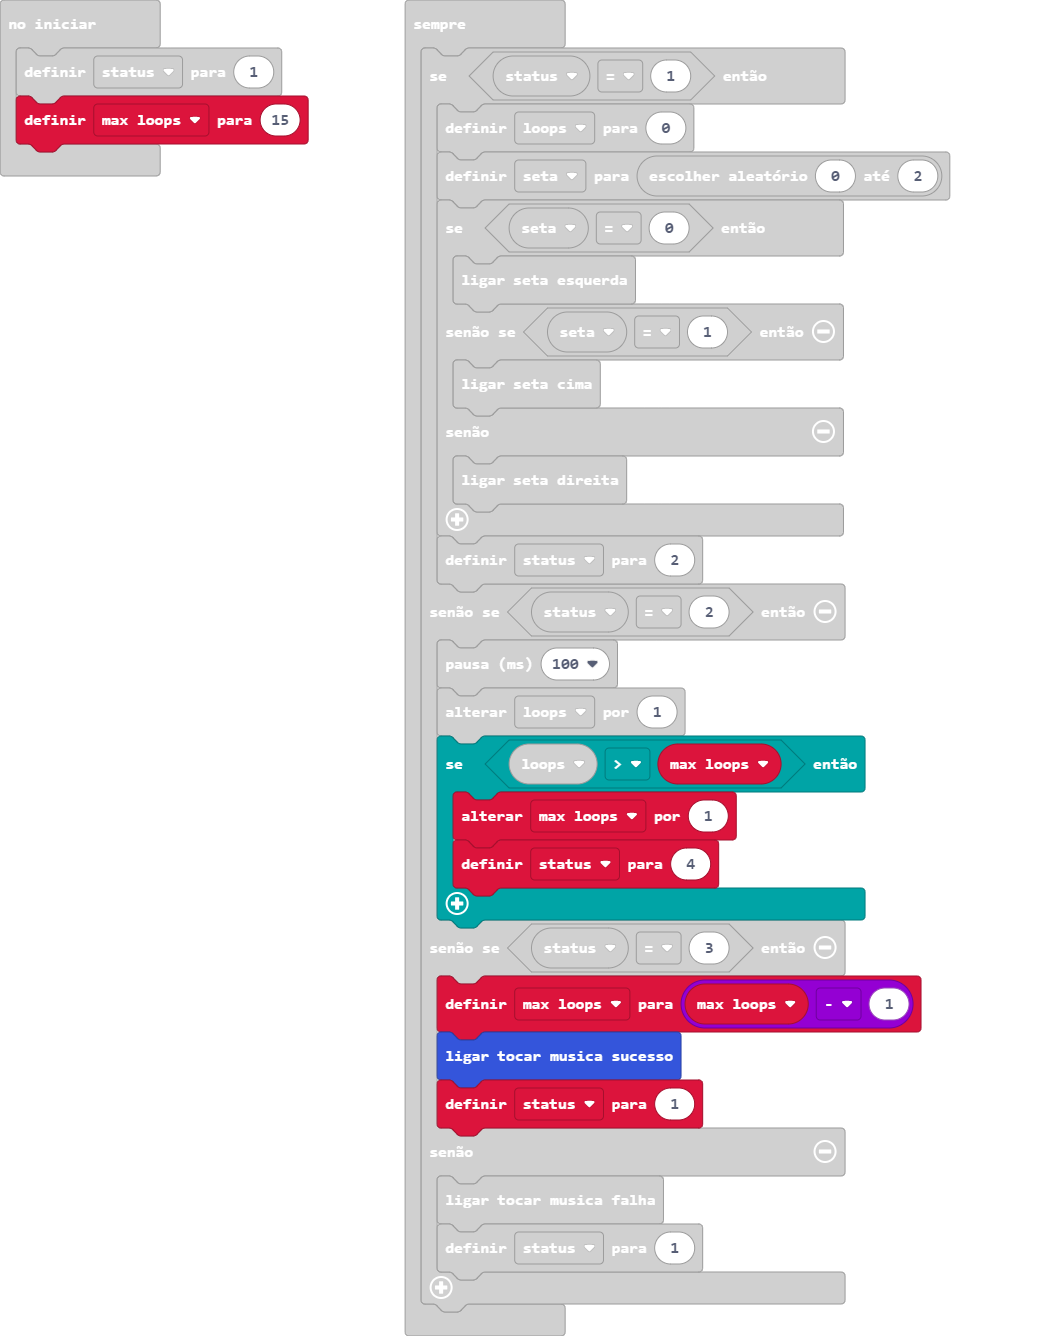 no iniciar
definir status para 1
definir max loops para 15
sempre
se status = 1 então
definir loops para 0
definir seta para escolher aleatório 0 até 2
se seta = 0 então
ligar seta esquerda
senão se seta = 1 então
ligar seta cima
senão
ligar seta direita
definir status para 2
senão se status = 2 então
pausa (ms) 100
alterar loops por 1
se loops > max loops então
alterar max loops por 1
definir status para 4
senão se status = 3 então
definir max loops para max loops - 1
ligar tocar musica sucesso
definir status para 1
senão
ligar tocar musica falha
definir status para 1